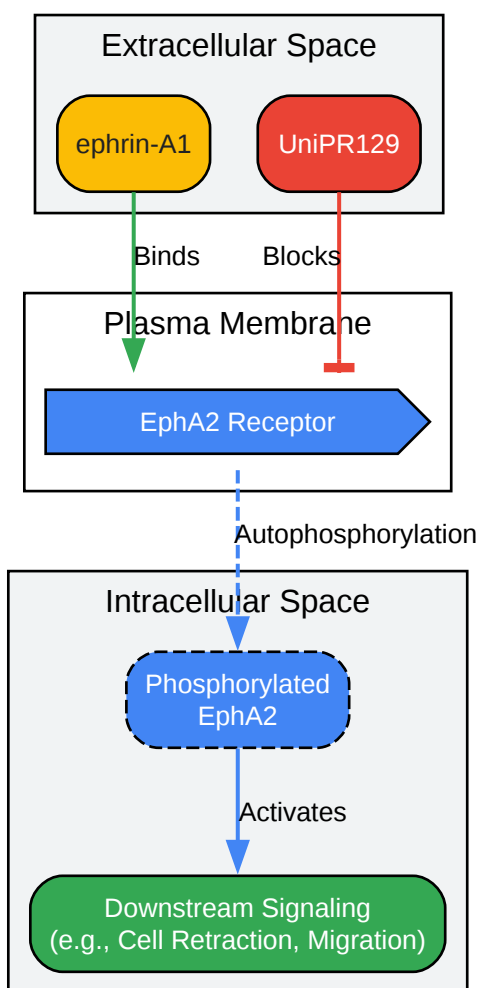 Extracellular Space
ephrin-A1
UniPR129
Binds
Blocks
Plasma Membrane
EphA2 Receptor
Autophosphorylation
Intracellular Space
Phosphorylated
EphA2
Activates
Downstream Signaling
(e.g., Cell Retraction, Migration)